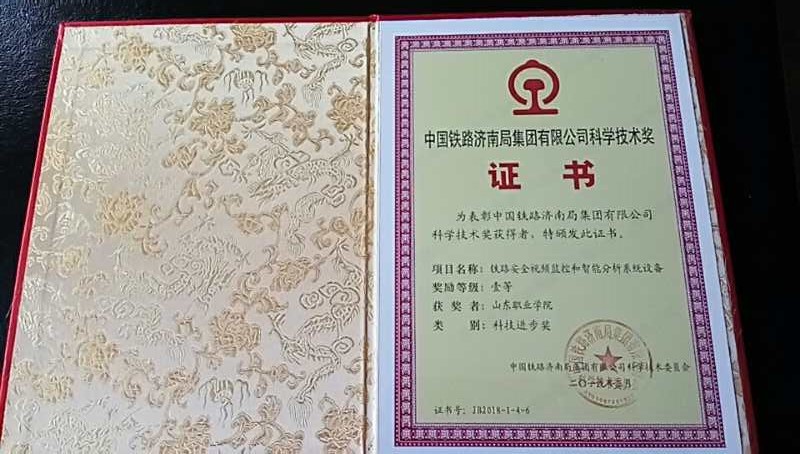 中国铁路济南局集团有限公司科学技术奖
证书
为表彰中国铁路济南局集团有限公司
科学技术奖获得者，特颁发此证书。
项目名称：铁路安全视频监控和智能分析系统设备
奖励等级：壹等
获奖者：山东职业学院
类别：科技进步奖
中国铁路济南局集团有限公司科学技术委员会
证书号：JB2018-1-4-6